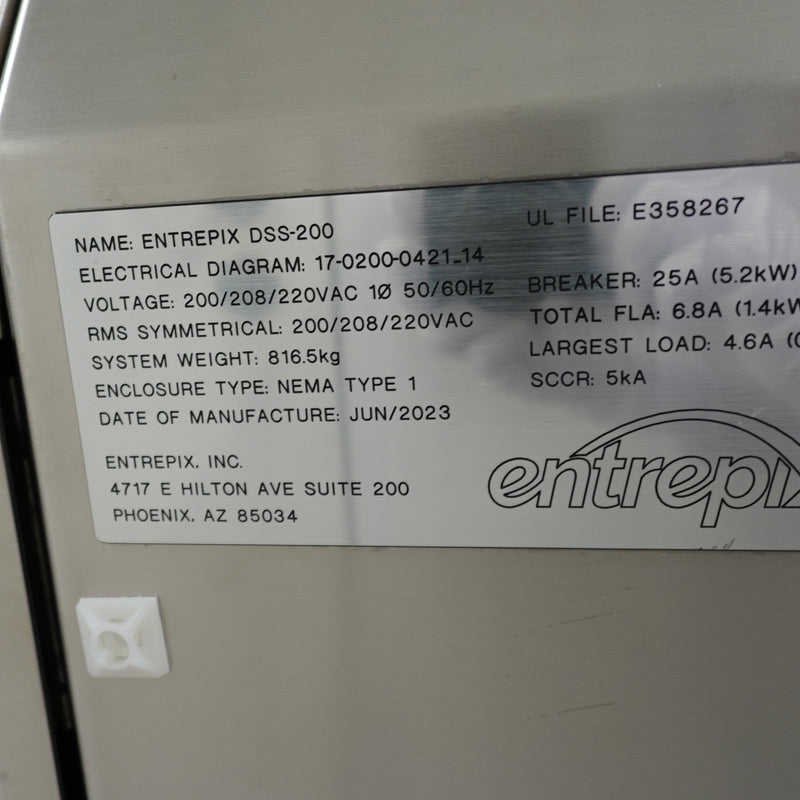 NAME: ENTREPIX DSS-200
ELECTRICAL DIAGRAM: 17-0200-0421_14
VOLTAGE: 200/208/220VAC 1Ø 50/60Hz
RMS SYMMETRICAL: 200/208/220VAC
SYSTEM WEIGHT: 816.5kg
ENCLOSURE TYPE: NEMA TYPE 1
DATE OF MANUFACTURE: JUN/2023
ENTREPIX, INC.
4717 E HILTON AVE SUITE 200
PHOENIX, AZ 85034
UL FILE: E358267
BREAKER: 25A (5.2kW)
TOTAL FLA: 6.8A (1.4kW
LARGEST LOAD: 4.6A
SCCR: 5kA
entrepix